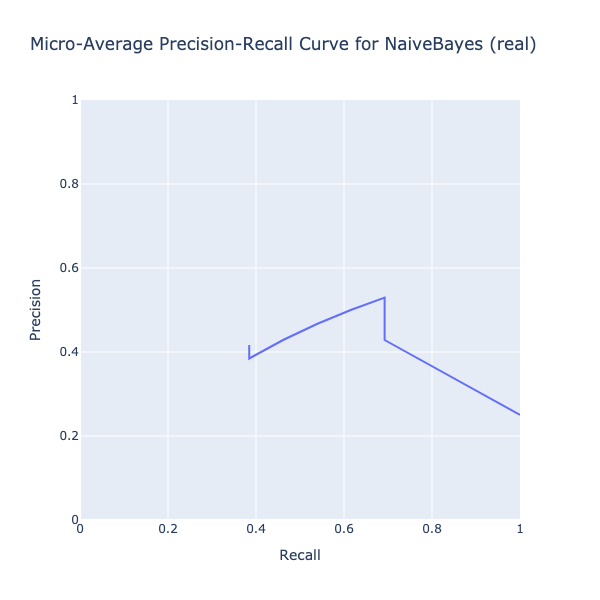 Micro-Average Precision-Recall Curve for NaiveBayes (real)
1
0.8
0.6
0.4
0.2
0
Precision
0 0.2 0.4 0.6 0.8 1
Recall